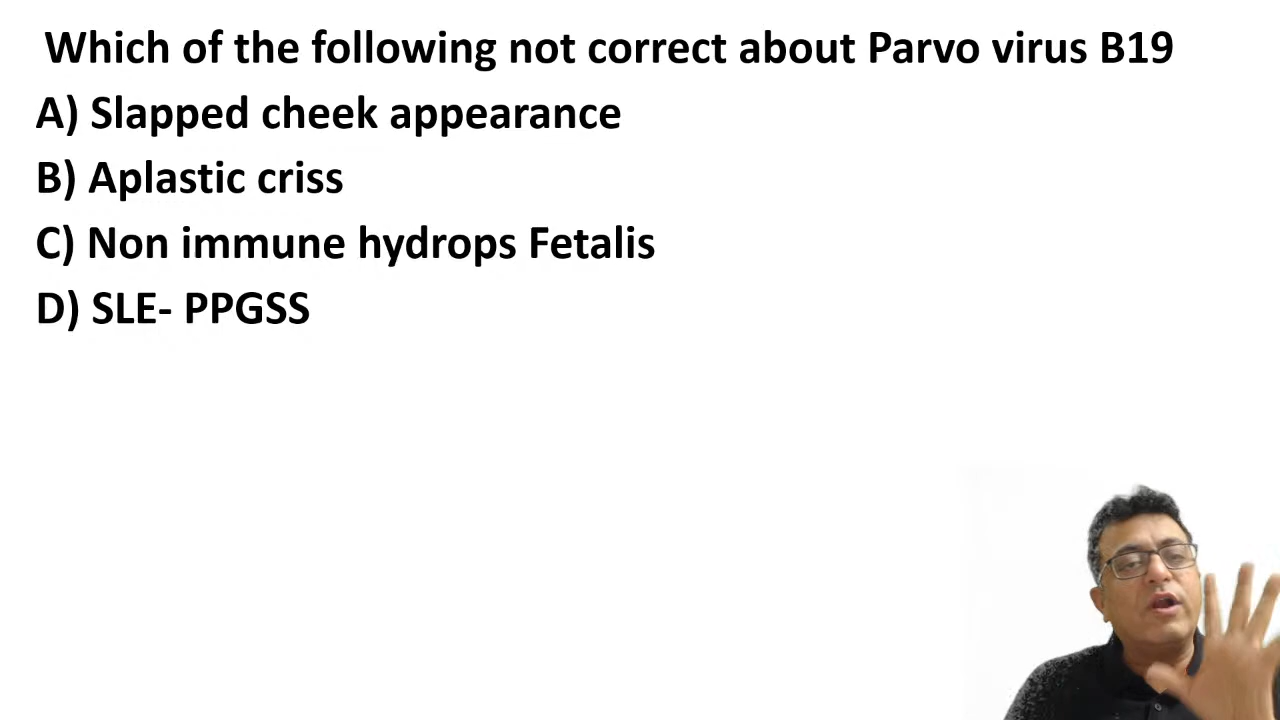 Which of the following not correct about Parvo virus B19
A) Slapped cheek appearance
B) Aplastic criss
C) Non immune hydrops Fetalis
D) SLE- PPGSS